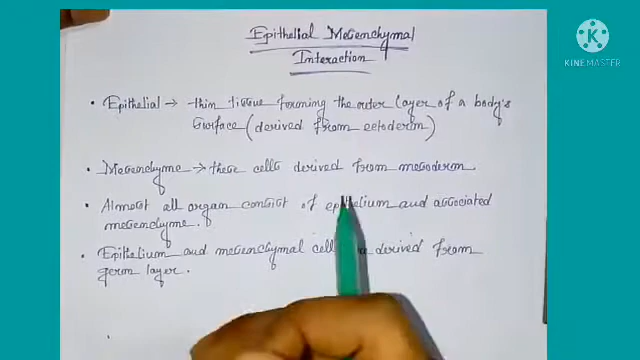 Epithelial Mesenchymal
Interaction
• Epithelial → thin tissue forming the outer layer of a body's
surface (derived from ectoderm)
• Mesenchyme → these cells derived from mesoderm.
• Almost all organ consist of epithelium and associated
mesenchyme.
• Epithelium and mesenchymal cell derived from
germ layer.
K
KINEMASTER